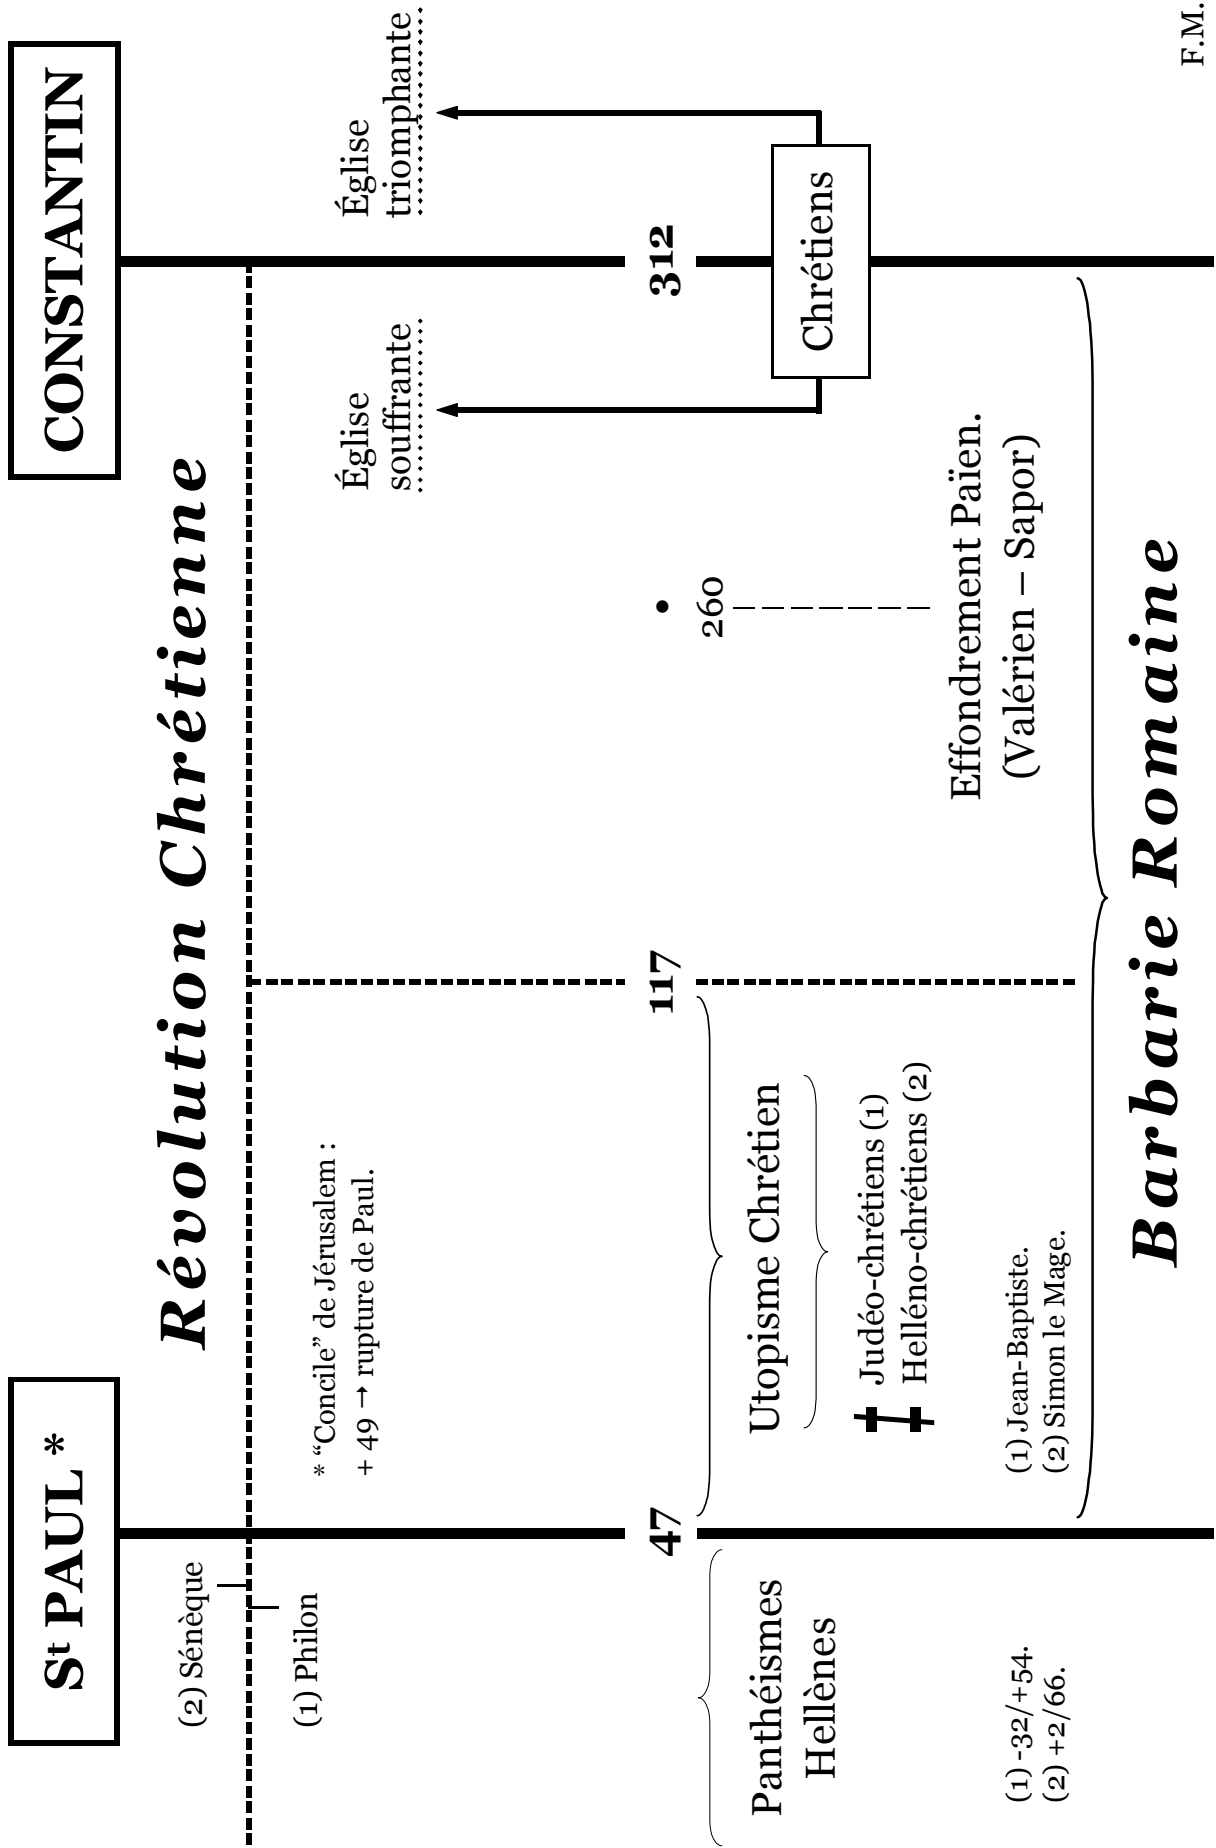 St PAUL *
CONSTANTIN
Révolution Chrétienne
(2) Sénèque
(1) Philon
* “Concile” de Jérusalem :
+ 49 → rupture de Paul.
Église
souffrante
Église
triomphante
47
117
260
312
Panthéismes
Hellènes
Utopisme Chrétien
Judéo-chrétiens (1)
Helléno-chrétiens (2)
Chrétiens
Effondrement Païen.
(Valérien – Sapor)
(1) -32/+54.
(2) +2/66.
(1) Jean-Baptiste.
(2) Simon le Mage.
Barbarie Romaine
F.M.